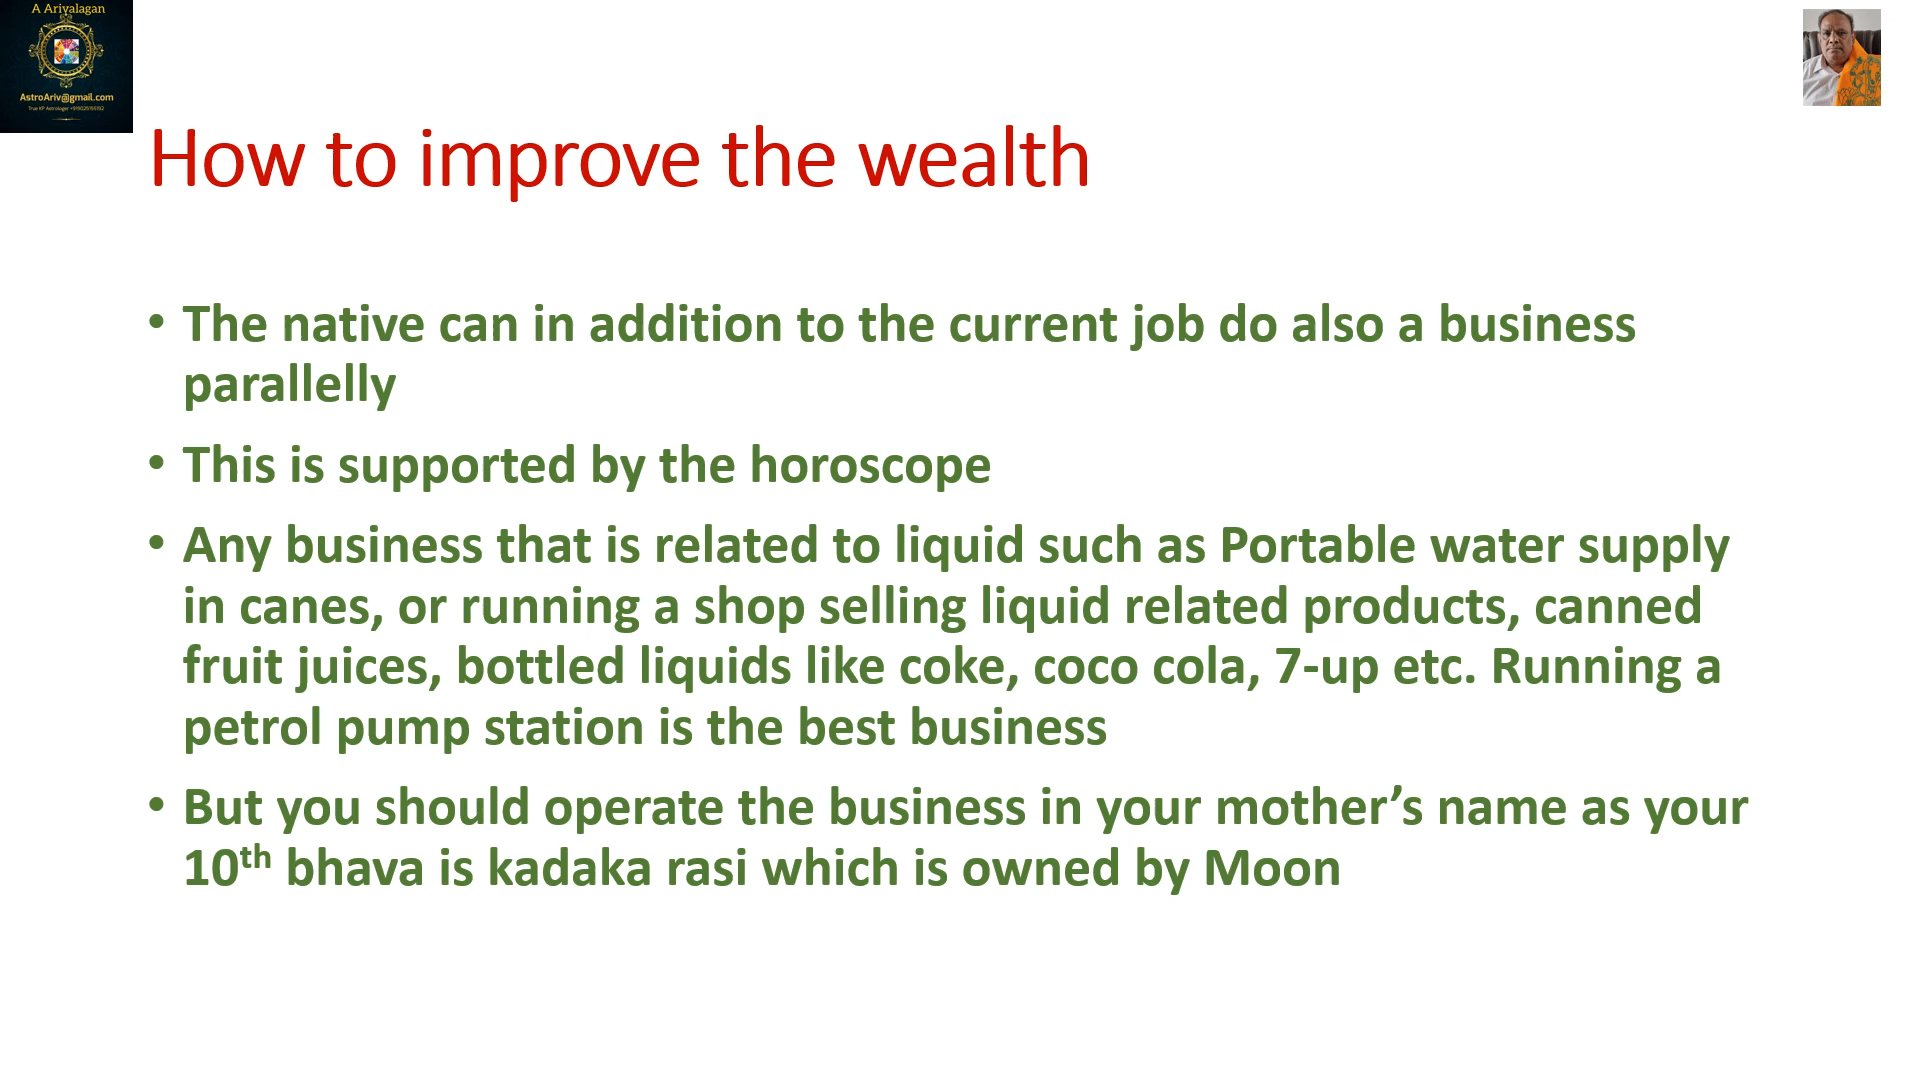 A Ariyalagan
AstroAriv@gmail.com
How to improve the wealth
• The native can in addition to the current job do also a business
parallelly
• This is supported by the horoscope
• Any business that is related to liquid such as Portable water supply
in canes, or running a shop selling liquid related products, canned
fruit juices, bottled liquids like coke, coco cola, 7-up etc. Running a
petrol pump station is the best business
• But you should operate the business in your mother’s name as your
10th bhava is kadaka rasi which is owned by Moon